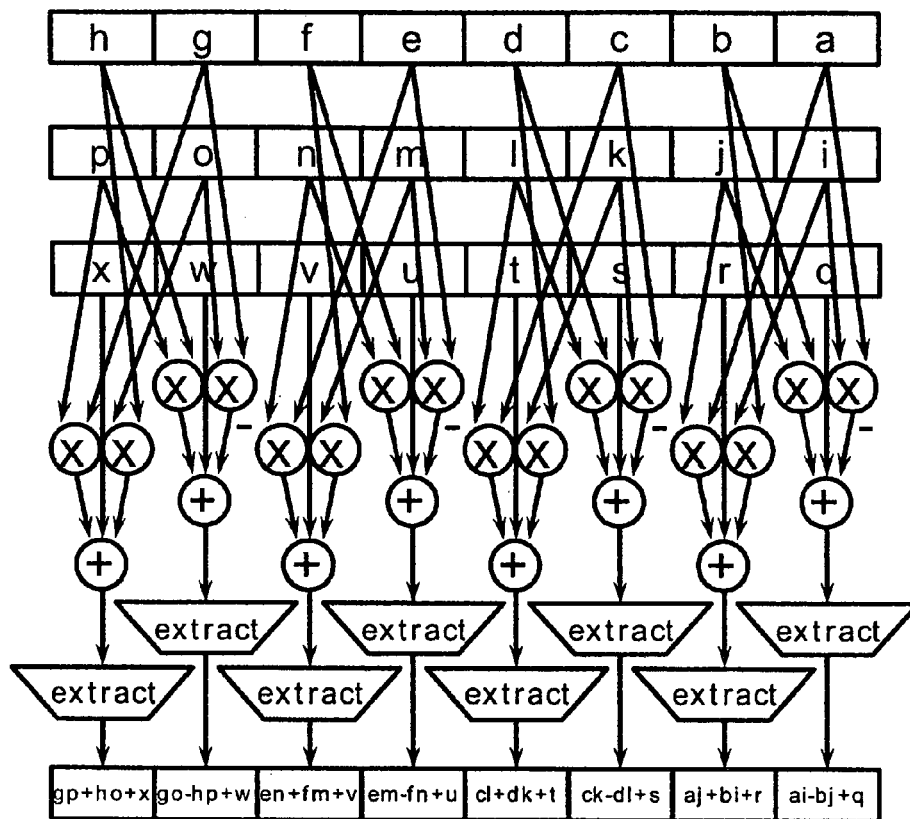 h g f e d c b a
p o n m l k j i
x w v u t s r q
X X X X X X X X
- - - -
X X X X X X X X
+ + + +
+ + + +
extract extract extract extract
extract extract extract extract
gp+ho+x go-hp+w en+fm+v em-fn+u cl+dk+t ck-dl+s aj+bi+r ai-bj+q